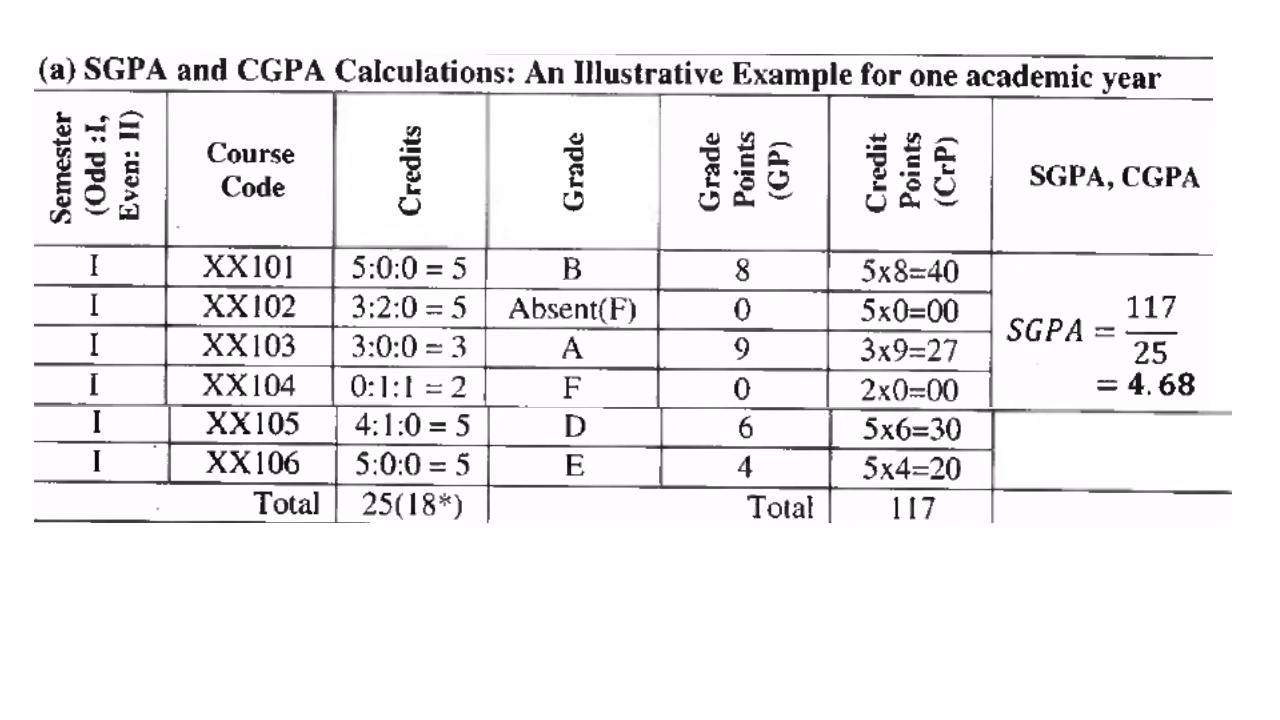 (a) SGPA and CGPA Calculations: An Illustrative Example for one academic year
Semester (Odd :I, Even: II) Course Code Credits Grade Grade Points (GP) Credit Points (CrP) SGPA, CGPA
I XX101 5:0:0 = 5 B 8 5x8=40
I XX102 3:2:0 = 5 Absent(F) 0 5x0=00
I XX103 3:0:0 = 3 A 9 3x9=27
I XX104 0:1:1 = 2 F 0 2x0=00
SGPA = 117/25
= 4.68
I XX105 4:1:0 = 5 D 6 5x6=30
I XX106 5:0:0 = 5 E 4 5x4=20
Total 25(18*) Total 117